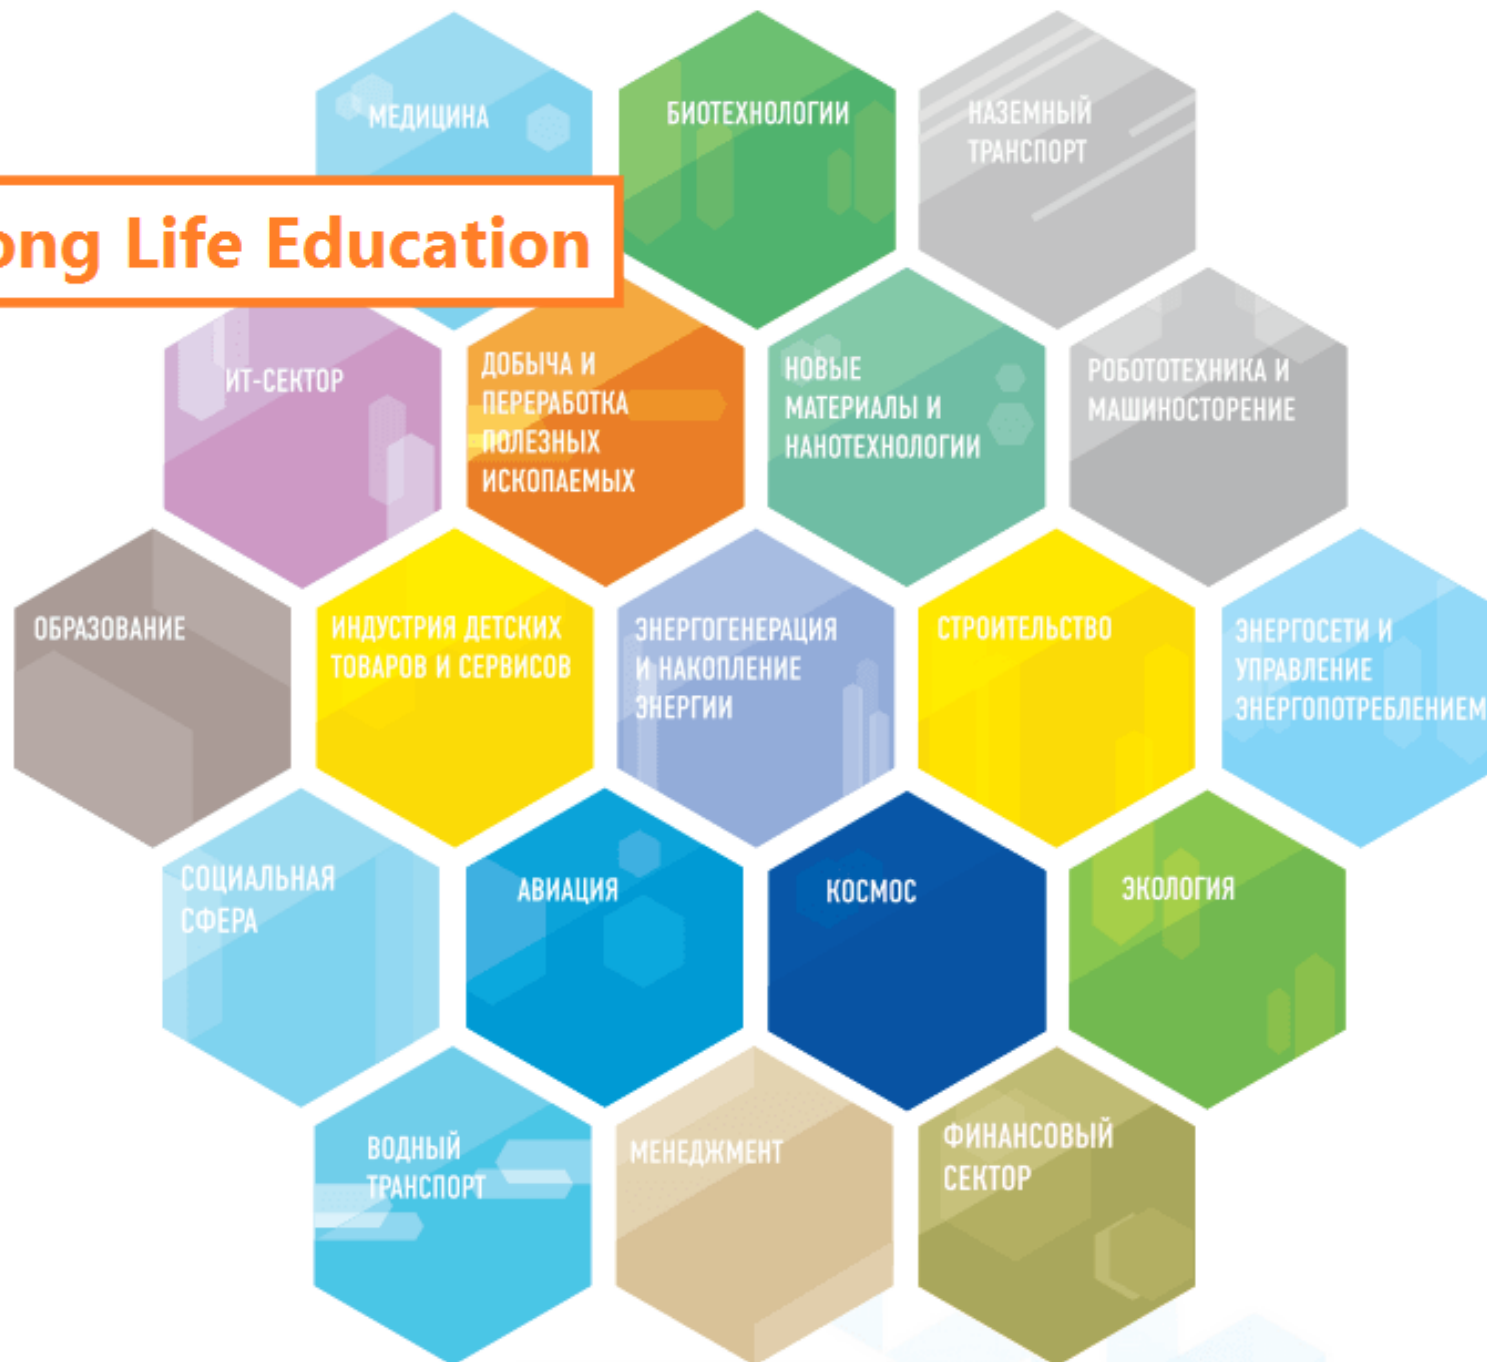 МЕДИЦИНА
БИОТЕХНОЛОГИИ
НАЗЕМНЫЙ
ТРАНСПОРТ
ong Life Education
ИТ-СЕКТОР
ДОБЫЧА И
ПЕРЕРАБОТКА
ПОЛЕЗНЫХ
ИСКОПАЕМЫХ
НОВЫЕ
МАТЕРИАЛЫ И
НАНОТЕХНОЛОГИИ
РОБОТОТЕХНИКА И
МАШИНОСТОРЕНИЕ
ОБРАЗОВАНИЕ
ИНДУСТРИЯ ДЕТСКИХ
ТОВАРОВ И СЕРВИСОВ
ЭНЕРГОГЕНЕРАЦИЯ
И НАКОПЛЕНИЕ
ЭНЕРГИИ
СТРОИТЕЛЬСТВО
ЭНЕРГОСЕТИ И
УПРАВЛЕНИЕ
ЭНЕРГОПОТРЕБЛЕНИЕМ
СОЦИАЛЬНАЯ
СФЕРА
АВИАЦИЯ
КОСМОС
ЭКОЛОГИЯ
ВОДНЫЙ
ТРАНСПОРТ
МЕНЕДЖМЕНТ
ФИНАНСОВЫЙ
СЕКТОР